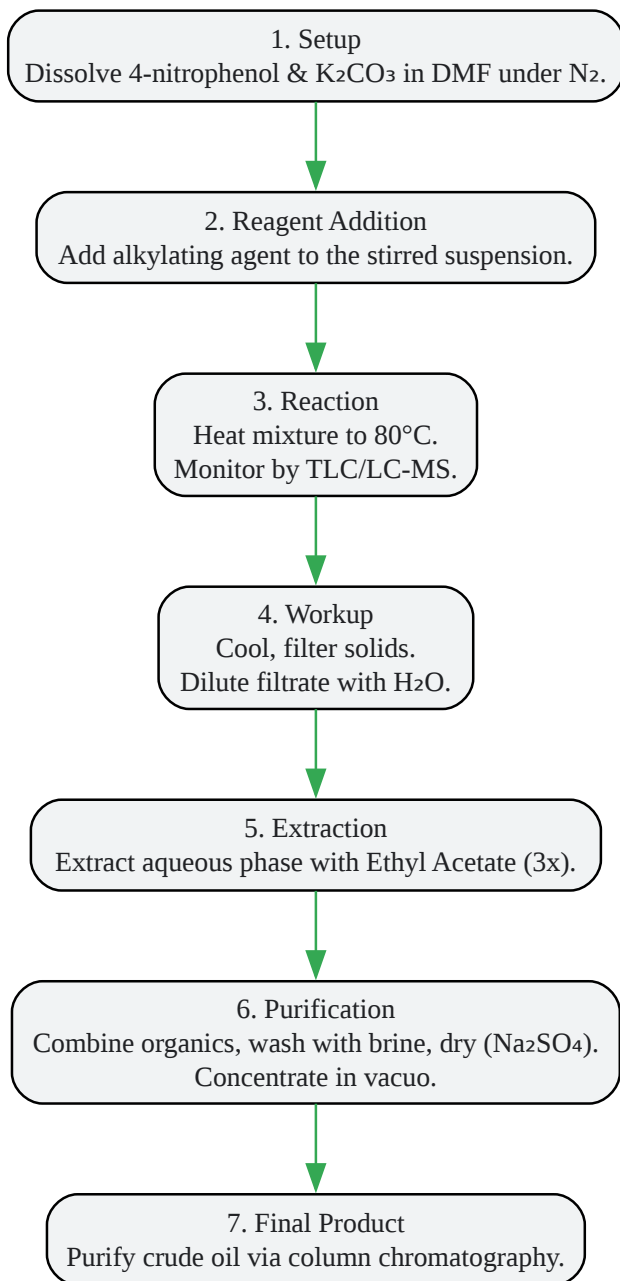 1. Setup
Dissolve 4-nitrophenol & K₂CO₃ in DMF under N₂.
2. Reagent Addition
Add alkylating agent to the stirred suspension.
3. Reaction
Heat mixture to 80°C.
Monitor by TLC/LC-MS.
4. Workup
Cool, filter solids.
Dilute filtrate with H₂O.
5. Extraction
Extract aqueous phase with Ethyl Acetate (3x).
6. Purification
Combine organics, wash with brine, dry (Na₂SO₄).
Concentrate in vacuo.
7. Final Product
Purify crude oil via column chromatography.